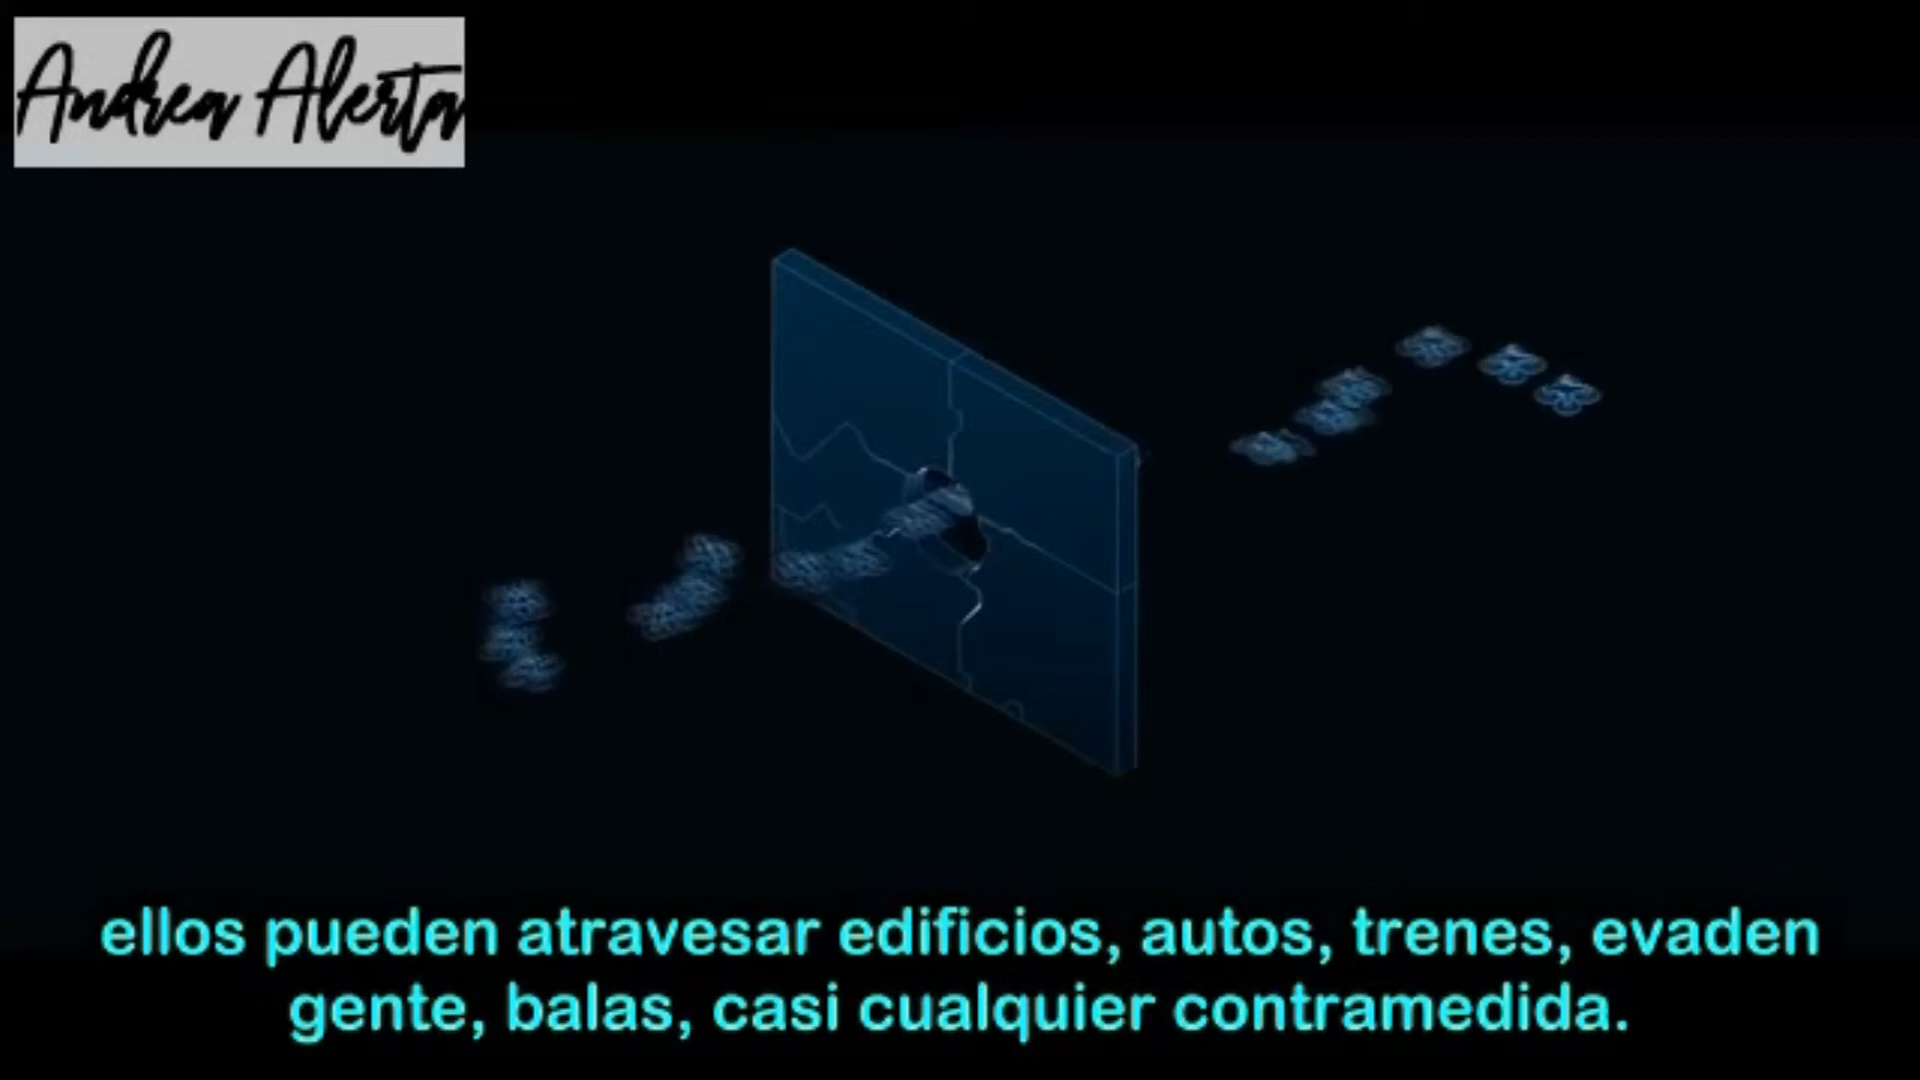 Andrea Alerta
ellos pueden atravesar edificios, autos, trenes, evaden
gente, balas, casi cualquier contramedida.